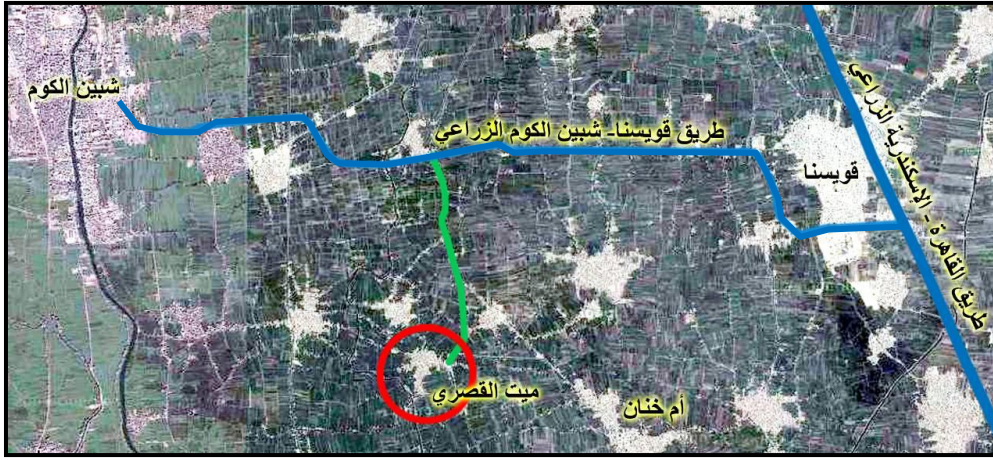 شبين الكوم
طريق قويسنا- شبين الكوم الزراعي
قويسنا
طريق القاهرة - الإسكندرية الزراعي
ميت القصري
أم خنان